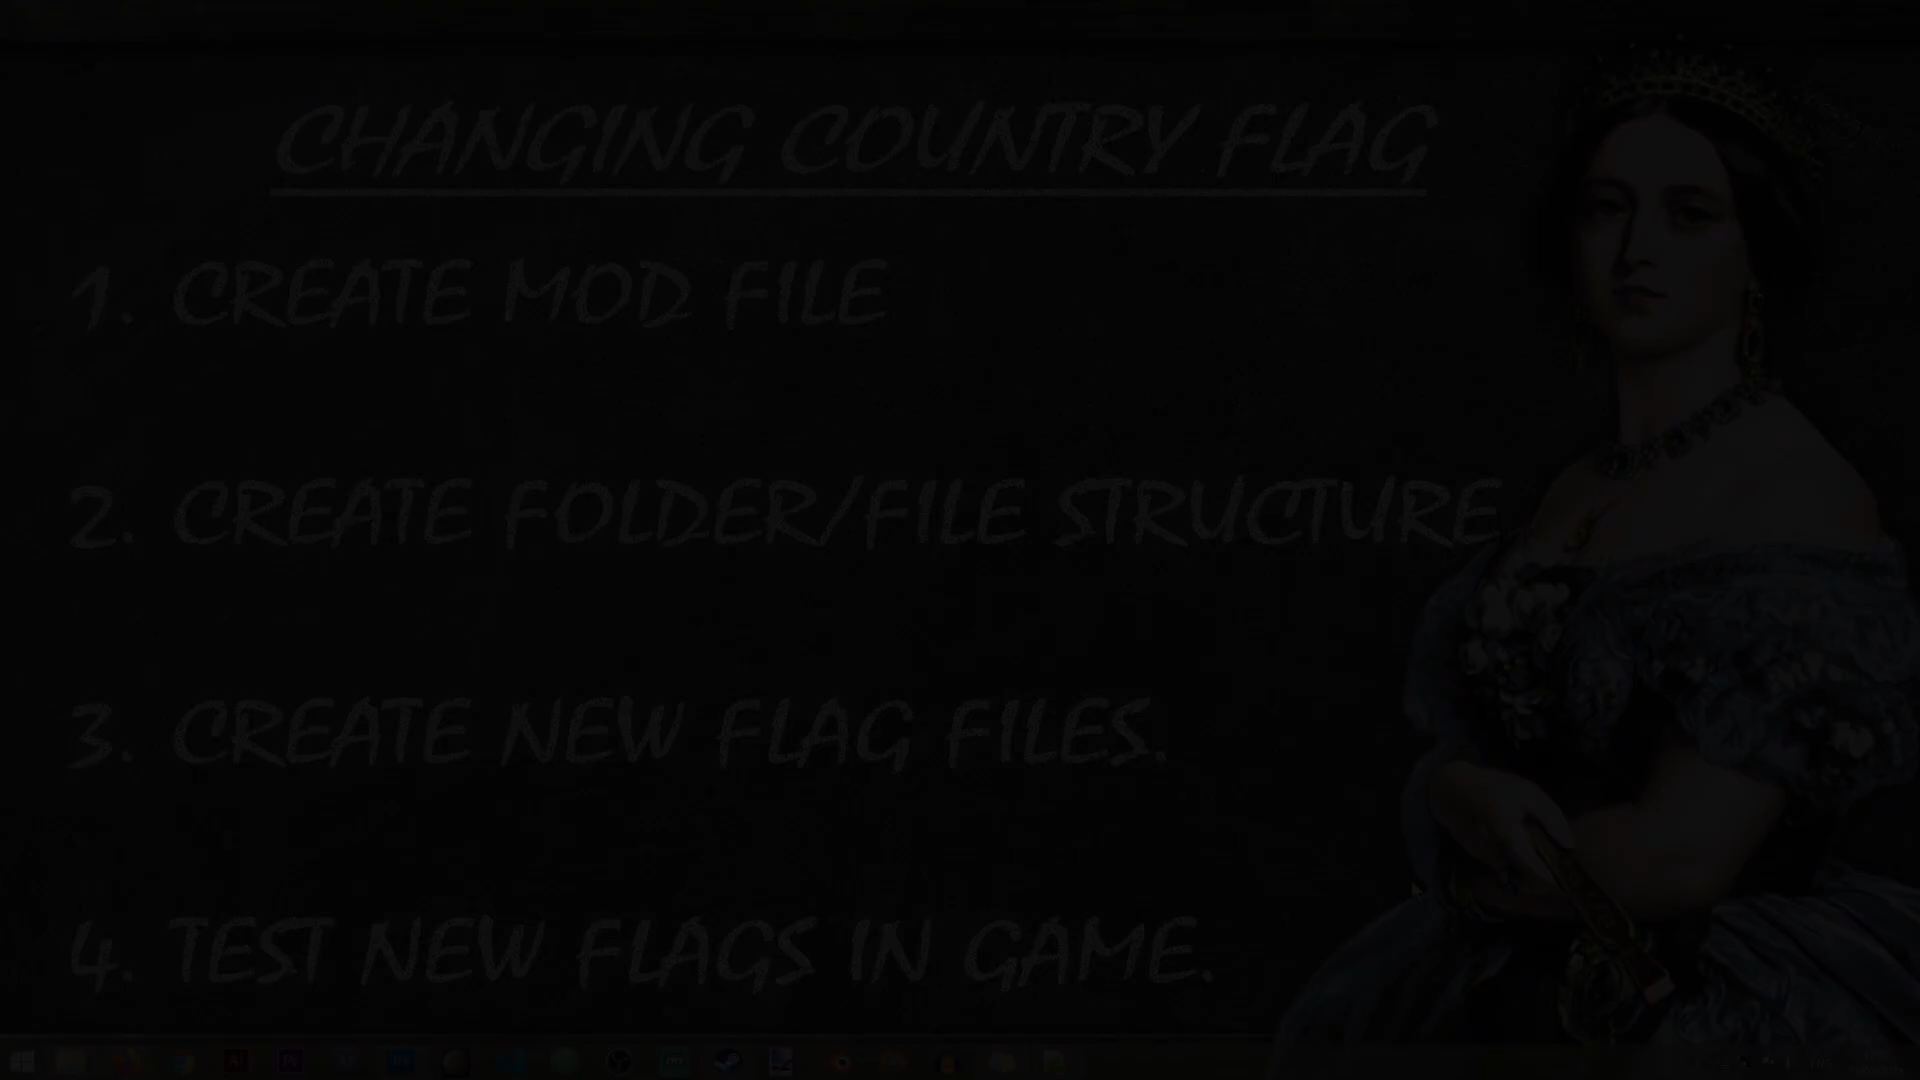 CHANGING COUNTRY FLAG
1. CREATE MOD FILE
2. CREATE FOLDER/FILE STRUCTURE
3. CREATE NEW FLAG FILES.
4. TEST NEW FLAGS IN GAME.